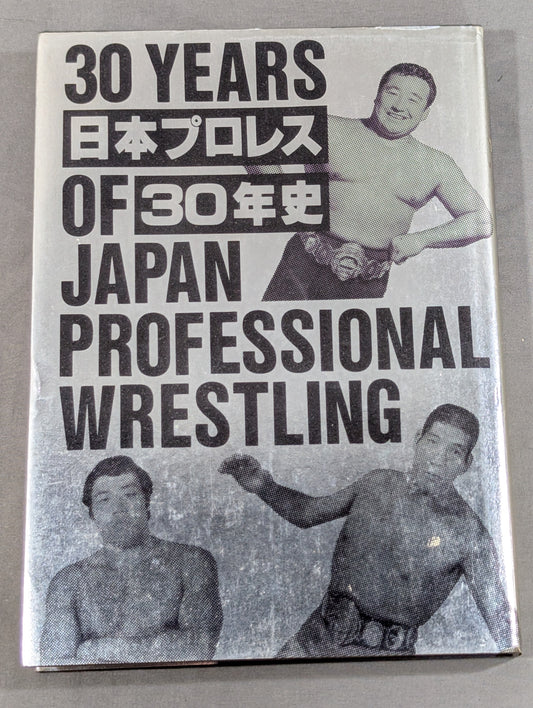 30 YEARS
日本プロレス
OF 30年史
JAPAN
PROFESSIONAL
WRESTLING